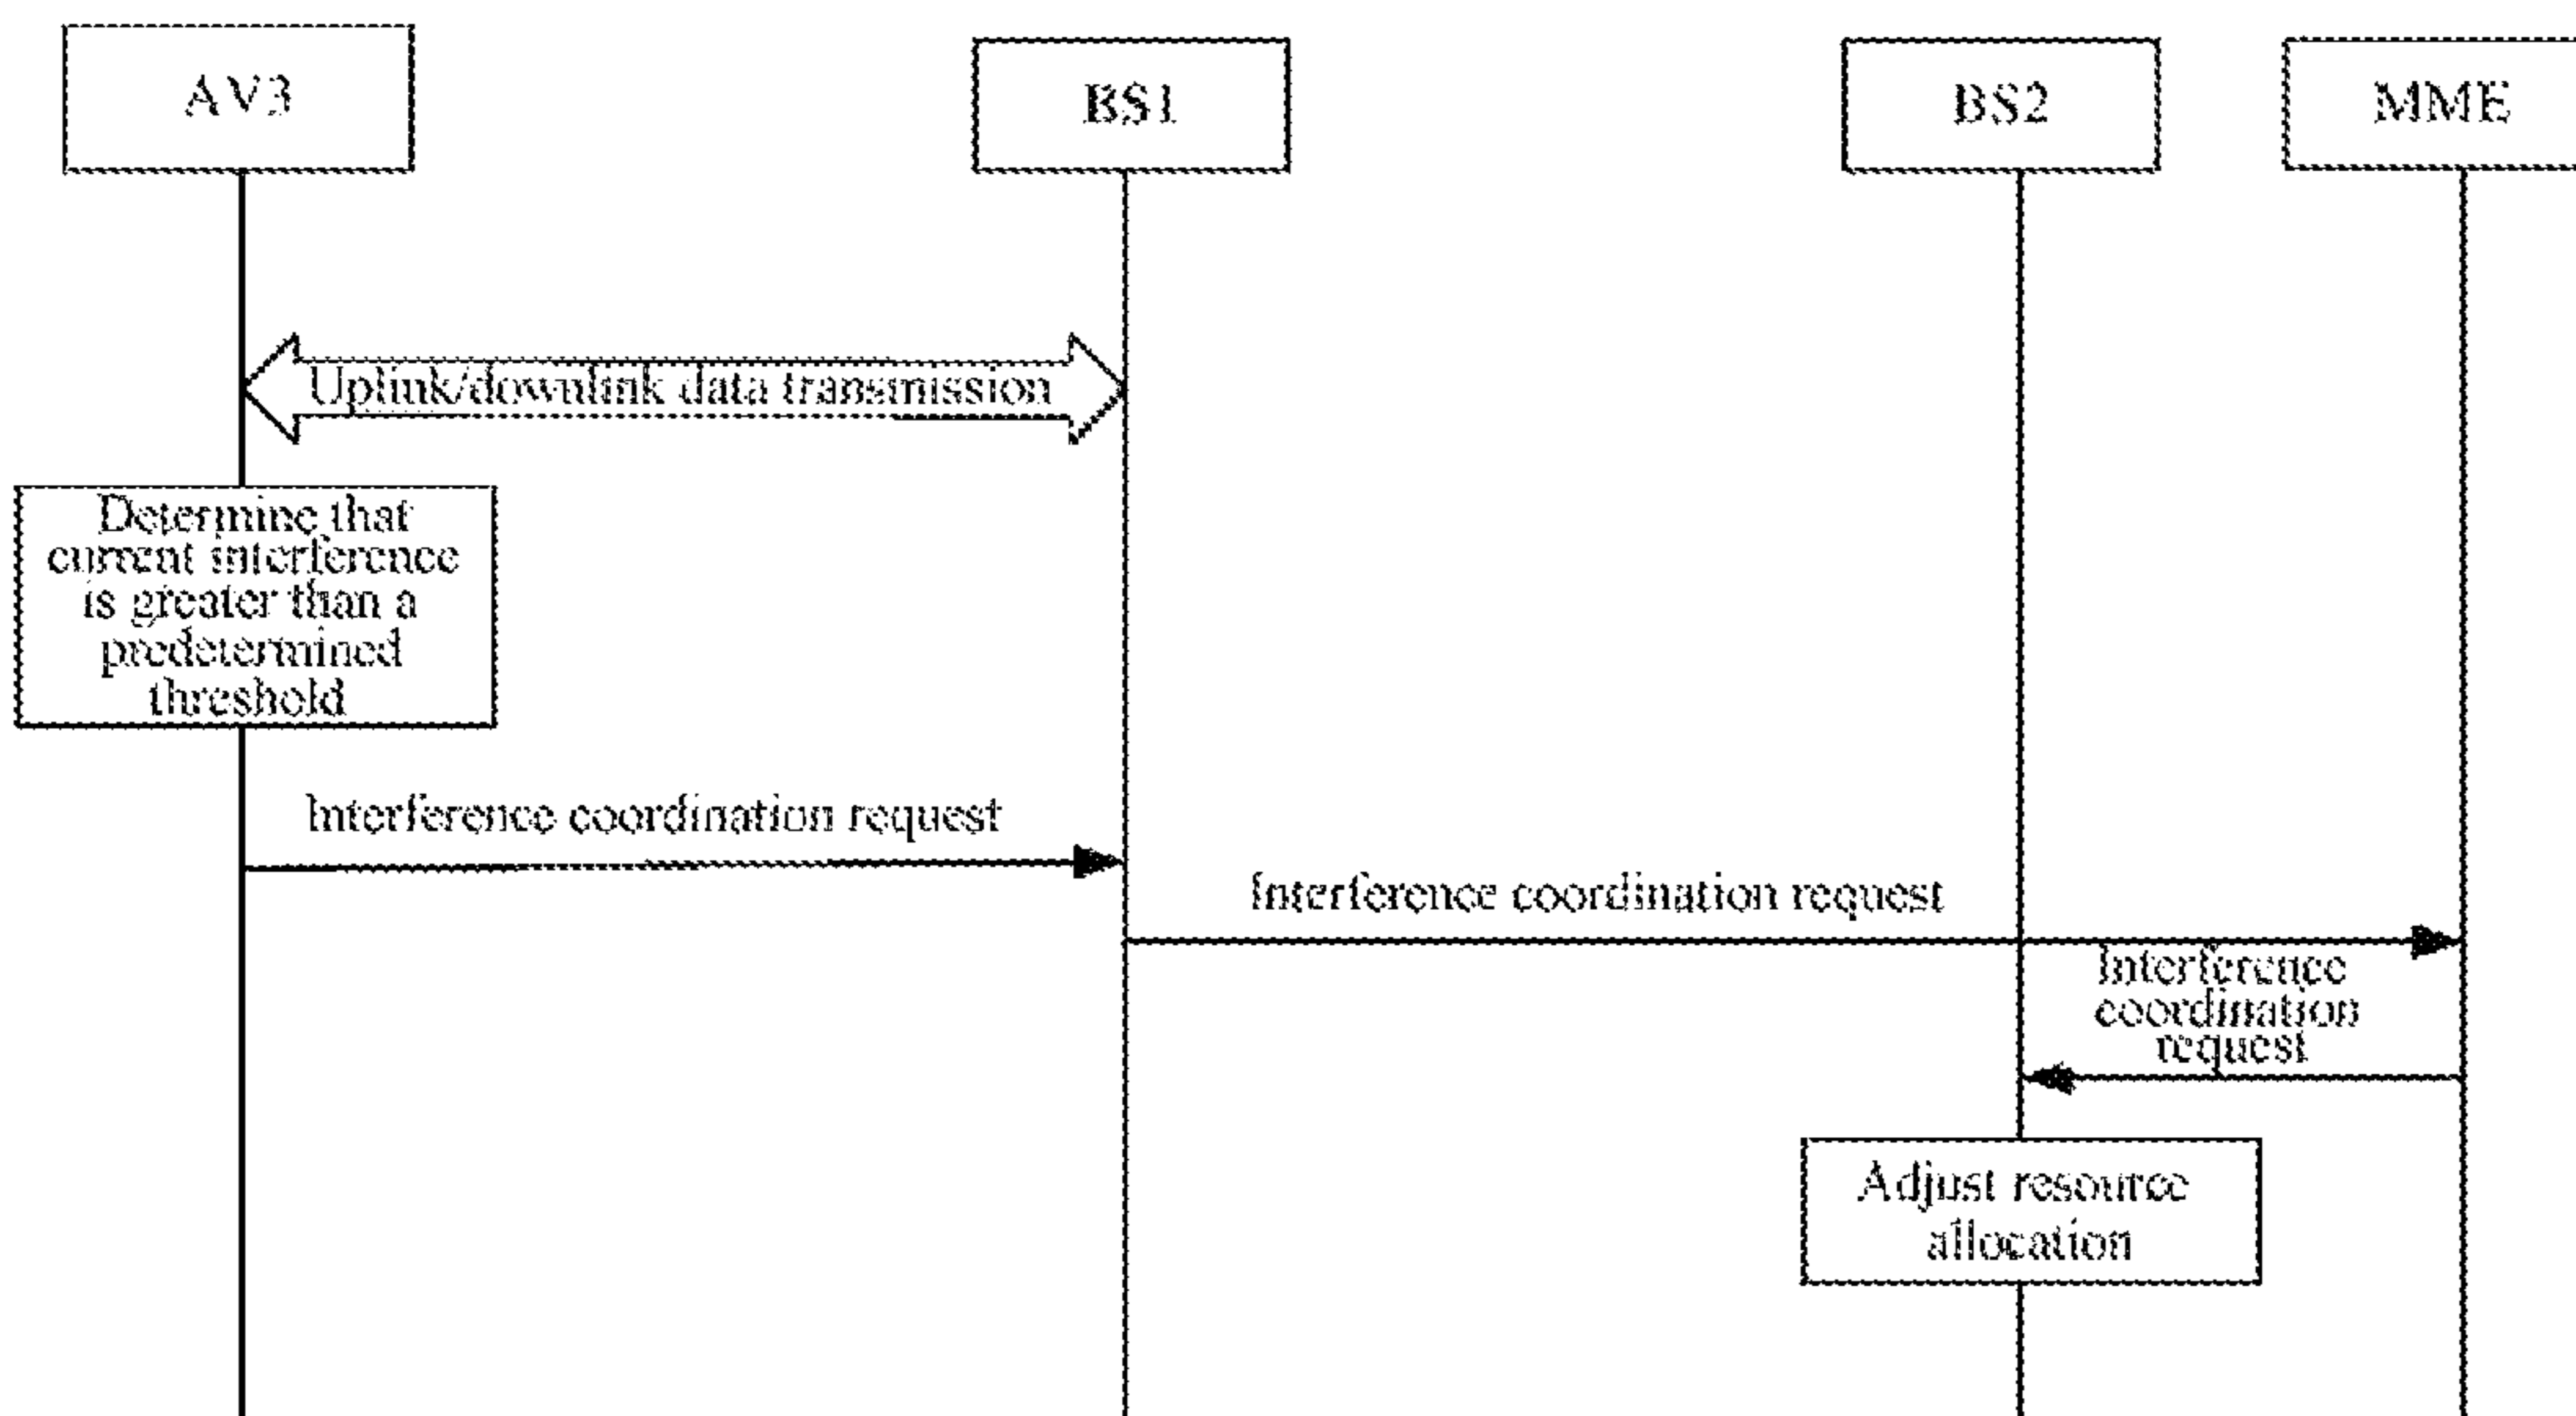 AV3
BS1
BS2
MME
Uplink/downlink data transmission
Determine that
current interference
is greater than a
predetermined
threshold
Interference coordination request
Interference coordination request
Interference
coordination
request
Adjust resource
allocation